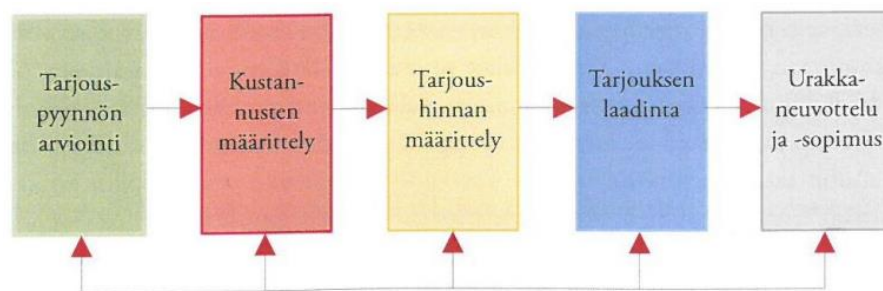 Tarjous-
pyynnön
arviointi
Kustan-
nusten
määrittely
Tarjous-
hinnan
määrittely
Tarjouksen
laadinta
Urakka-
neuvottelu
ja -sopimus